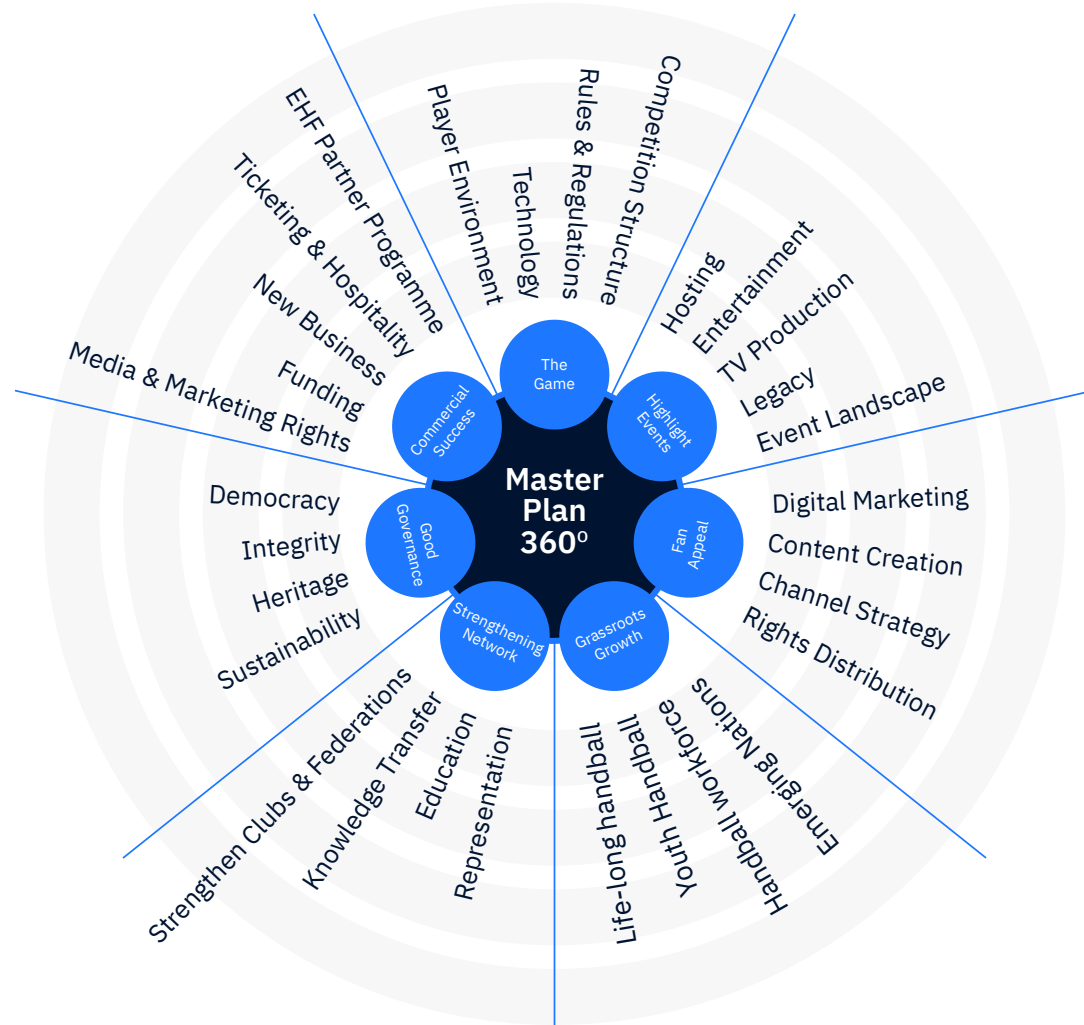 Master
Plan
360º
The
Game
Player Environment
Technology
Rules & Regulations
Competition Structure
Highlight
Events
Hosting
Entertainment
TV Production
Legacy
Event Landscape
Fan
Appeal
Digital Marketing
Content Creation
Channel Strategy
Rights Distribution
Grassroots
Growth
Emerging Nations
Handball workforce
Youth Handball
Life-long handball
Strengthening
Network
Representation
Education
Knowledge Transfer
Strengthen Clubs & Federations
Good
Governance
Sustainability
Heritage
Integrity
Democracy
Commercial
Success
Media & Marketing Rights
Funding
New Business
Ticketing & Hospitality
EHF Partner Programme